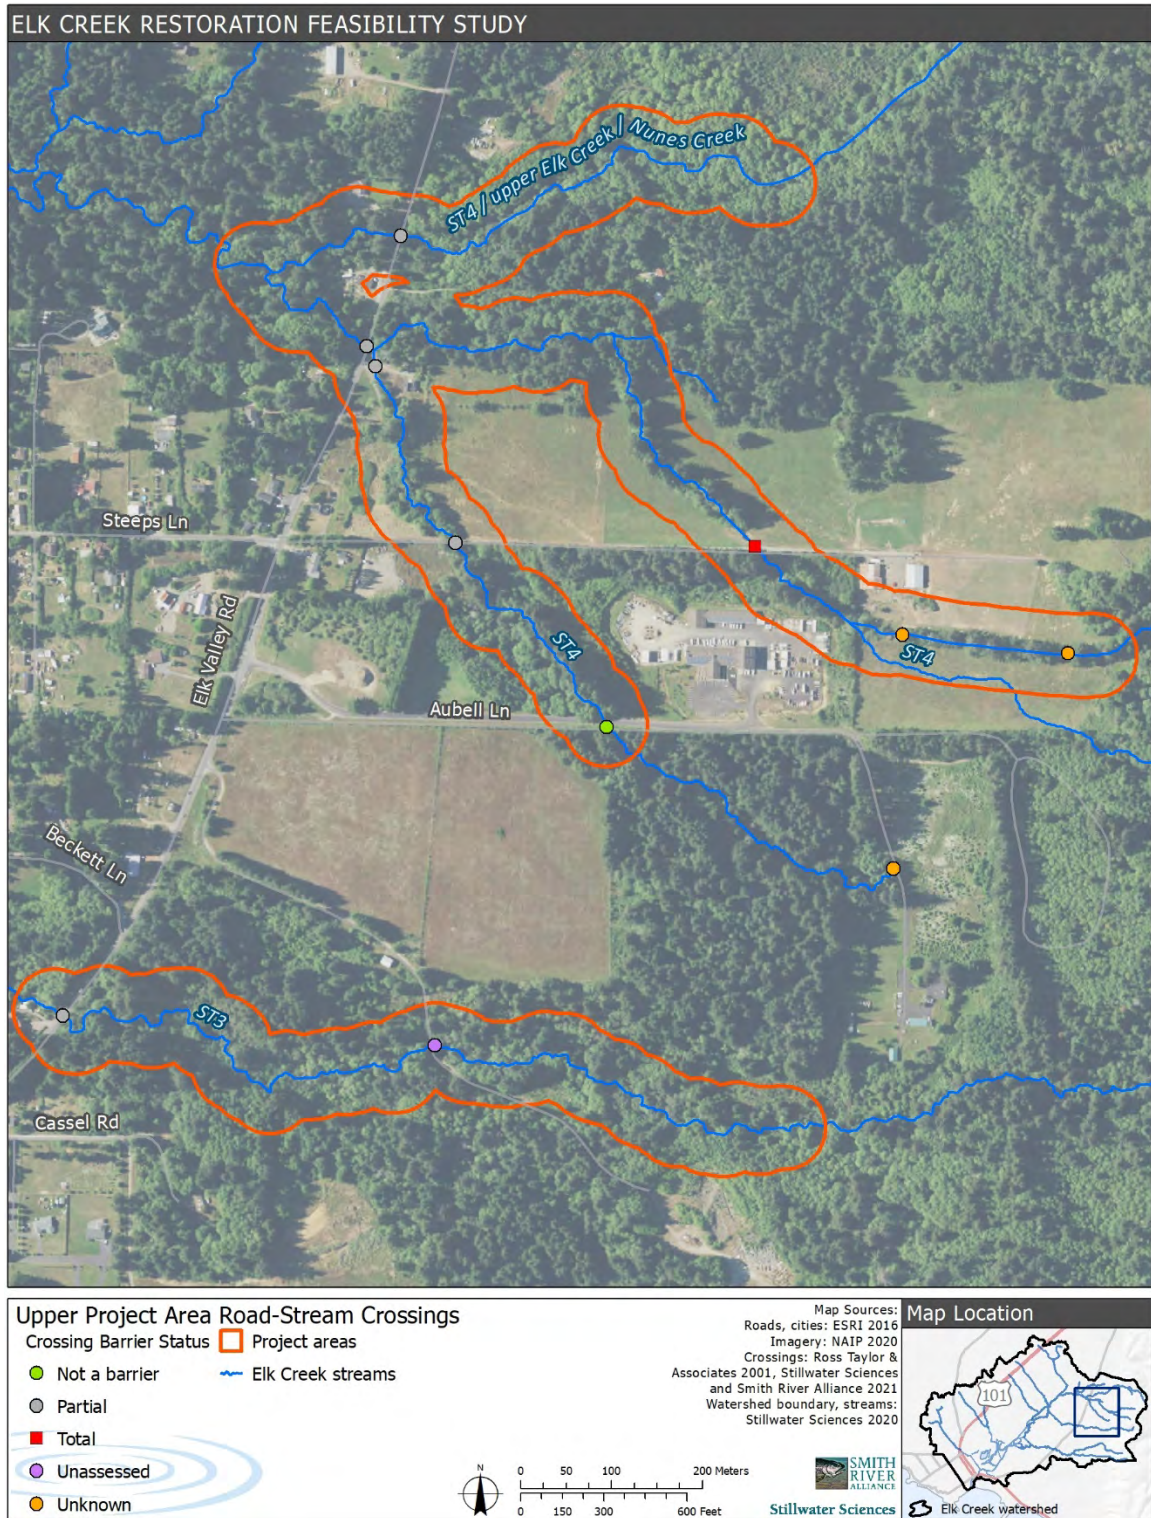 ELK CREEK RESTORATION FEASIBILITY STUDY
ST4 / upper Elk Creek / Nunes Creek
Steeps Ln
Elk Valley Rd
ST4
ST4
Aubell Ln
Beckett Ln
ST3
Cassel Rd
Upper Project Area Road-Stream Crossings
Crossing Barrier Status
Not a barrier
Partial
Total
Unassessed
Unknown
Project areas
Elk Creek streams
N
0 50 100 200 Meters
0 150 300 600 Feet
Map Sources:
Roads, cities: ESRI 2016
Imagery: NAIP 2020
Crossings: Ross Taylor &
Associates 2001, Stillwater Sciences
and Smith River Alliance 2021
Watershed boundary, streams:
Stillwater Sciences 2020
SMITH
RIVER
ALLIANCE
Stillwater Sciences
Map Location
101
Elk Creek watershed